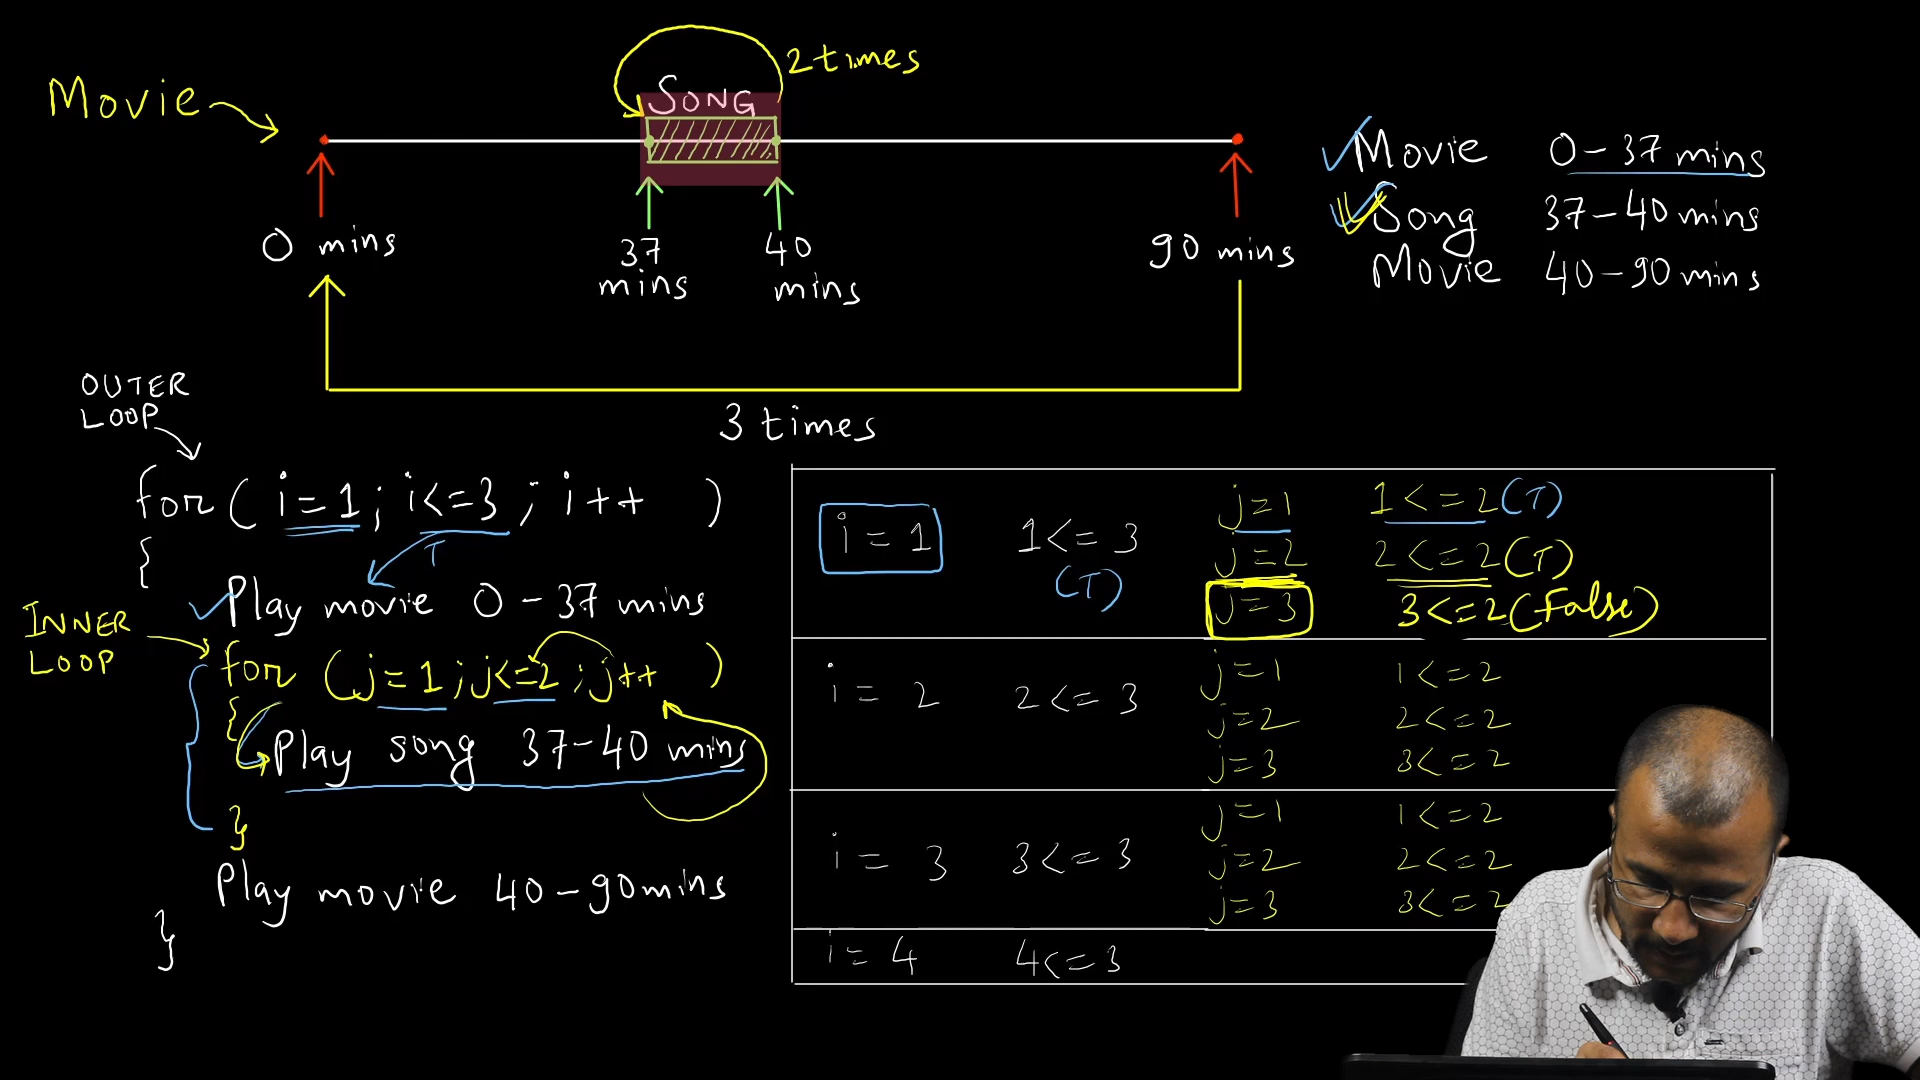 Movie
SONG
2 times
0 mins
37 mins
40 mins
90 mins
3 times
Movie 0-37 mins
Song 37-40 mins
Movie 40-90 mins
OUTER LOOP
for( i=1; i<=3; i++ )
T
{
Play movie 0-37 mins
INNER LOOP
for (j=1; j<=2; j++ )
{
Play song 37-40 mins
}
Play movie 40-90mins
}
i = 1 1<= 3 (T) j=1 1<=2 (T)
j=2 2<=2 (T)
j=3 3<=2 (False)
i = 2 2<= 3 j=1 1<=2
j=2 2<=2
j=3 3<=2
i = 3 3<= 3 j=1 1<=2
j=2 2<=2
j=3 3<=2
i = 4 4<=3